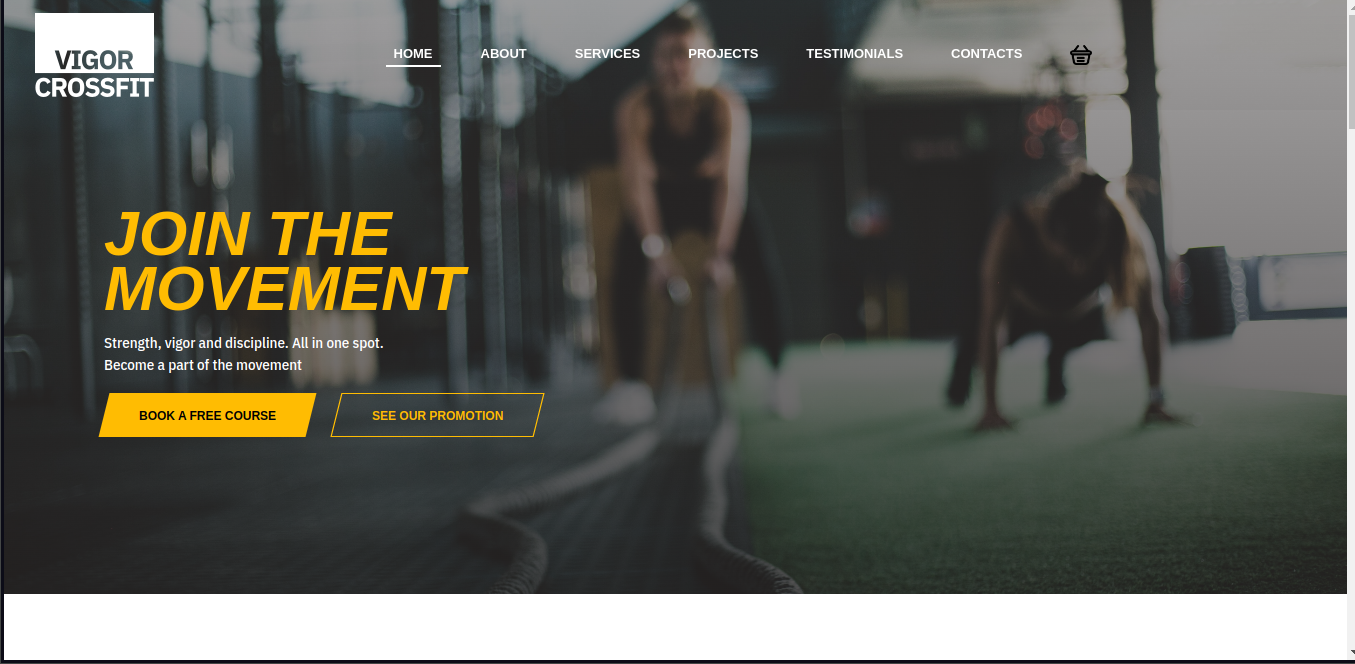 VIGOR
CROSSFIT
HOME
ABOUT
SERVICES
PROJECTS
TESTIMONIALS
CONTACTS
JOIN THE
MOVEMENT
Strength, vigor and discipline. All in one spot.
Become a part of the movement
BOOK A FREE COURSE
SEE OUR PROMOTION